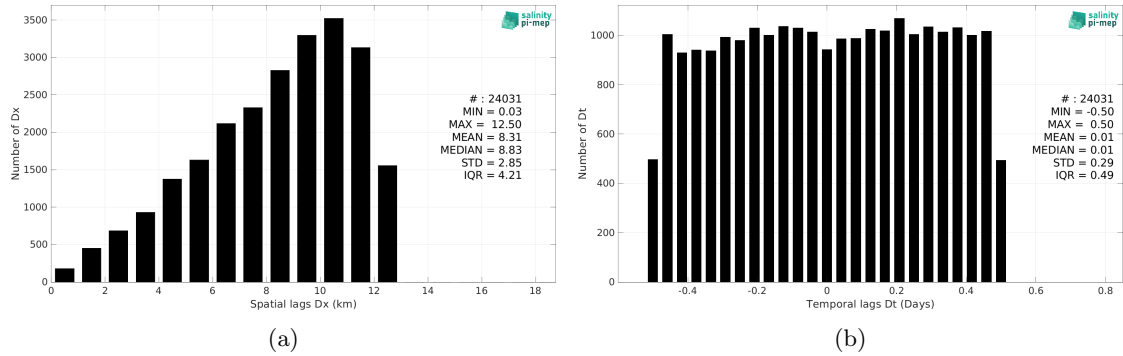 3500
3000
2500
2000
1500
1000
500
0
Number of Dx
0
2
4
6
8
10
12
14
16
18
Spatial lags Dx (km)
salinity
pi-mep
# : 24031
MIN = 0.03
MAX = 12.50
MEAN = 8.31
MEDIAN = 8.83
STD = 2.85
IQR = 4.21
(a)
1000
800
600
400
200
0
Number of Dt
-0.4
-0.2
0
0.2
0.4
0.6
0.8
Temporal lags Dt (Days)
salinity
pi-mep
# : 24031
MIN = -0.50
MAX = 0.50
MEAN = 0.01
MEDIAN = 0.01
STD = 0.29
IQR = 0.49
(b)